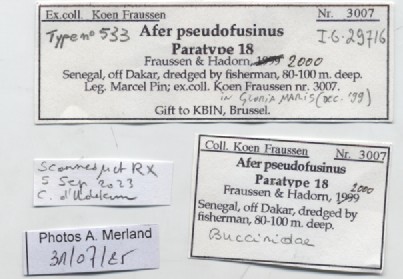 Ex.coll. Koen Fraussen Nr. 3007
Type n° 533 Afer pseudofusinus I.G-29716
Paratype 18
Fraussen & Hadorn, 1999 2000
Senegal, off Dakar, dredged by fisherman, 80-100 m. deep.
Leg. Marcel Pin; ex.coll. Koen Fraussen nr. 3007.
in GLORIA MARIS (DEC. '99)
Gift to KBIN, Brussel.
Coll. Koen Fraussen Nr. 3007
Afer pseudofusinus
Paratype 18
Fraussen & Hadorn, 1999 2000
Senegal, off Dakar, dredged by
fisherman, 80-100 m. deep.
Buccinidae
Scanned RX
5 Sep 2023
C. d'Udekem
Photos A. Merland
31/07/